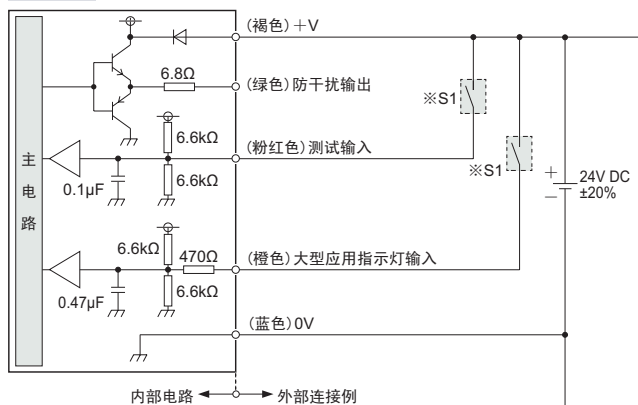 (褐色)＋V
6.8Ω
(绿色)防干扰输出
※S1
6.6kΩ
(粉红色)测试输入
6.6kΩ
0.1μF
※S1
主电路
＋
－
24V DC
±20%
6.6kΩ
470Ω
(橙色)大型应用指示灯输入
6.6kΩ
0.47μF
(蓝色)0V
内部电路
外部连接例